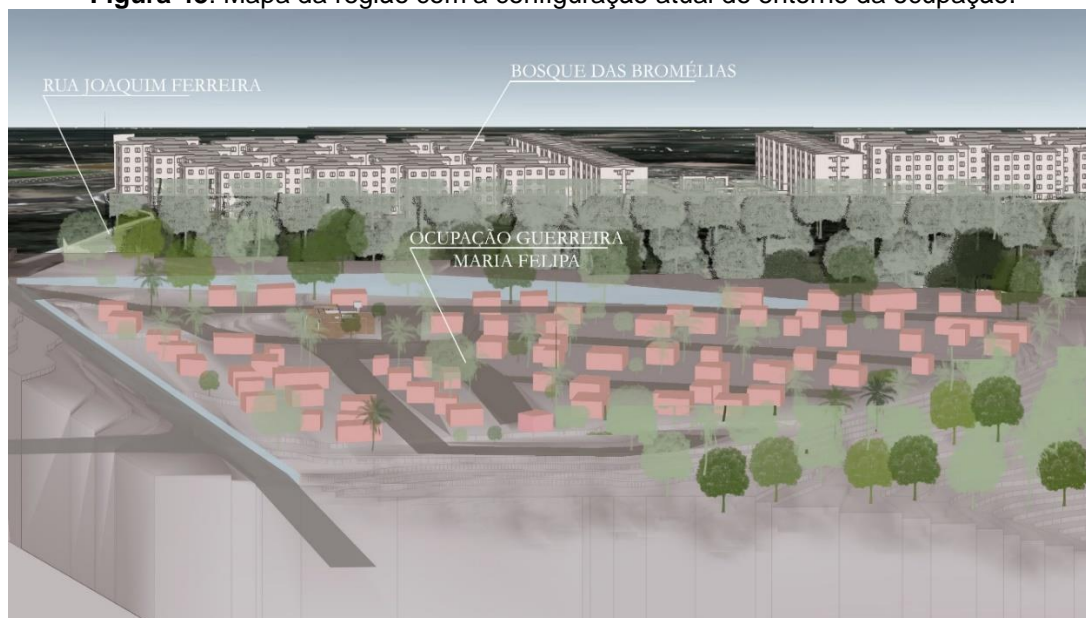 Figura Mapa da região com a configuração atual do entorno da ocupação.
RUA JOAQUIM FERREIRA
BOSQUE DAS BROMÉLIAS
OCUPAÇÃO GUERREIRA
MARIA FELIPA